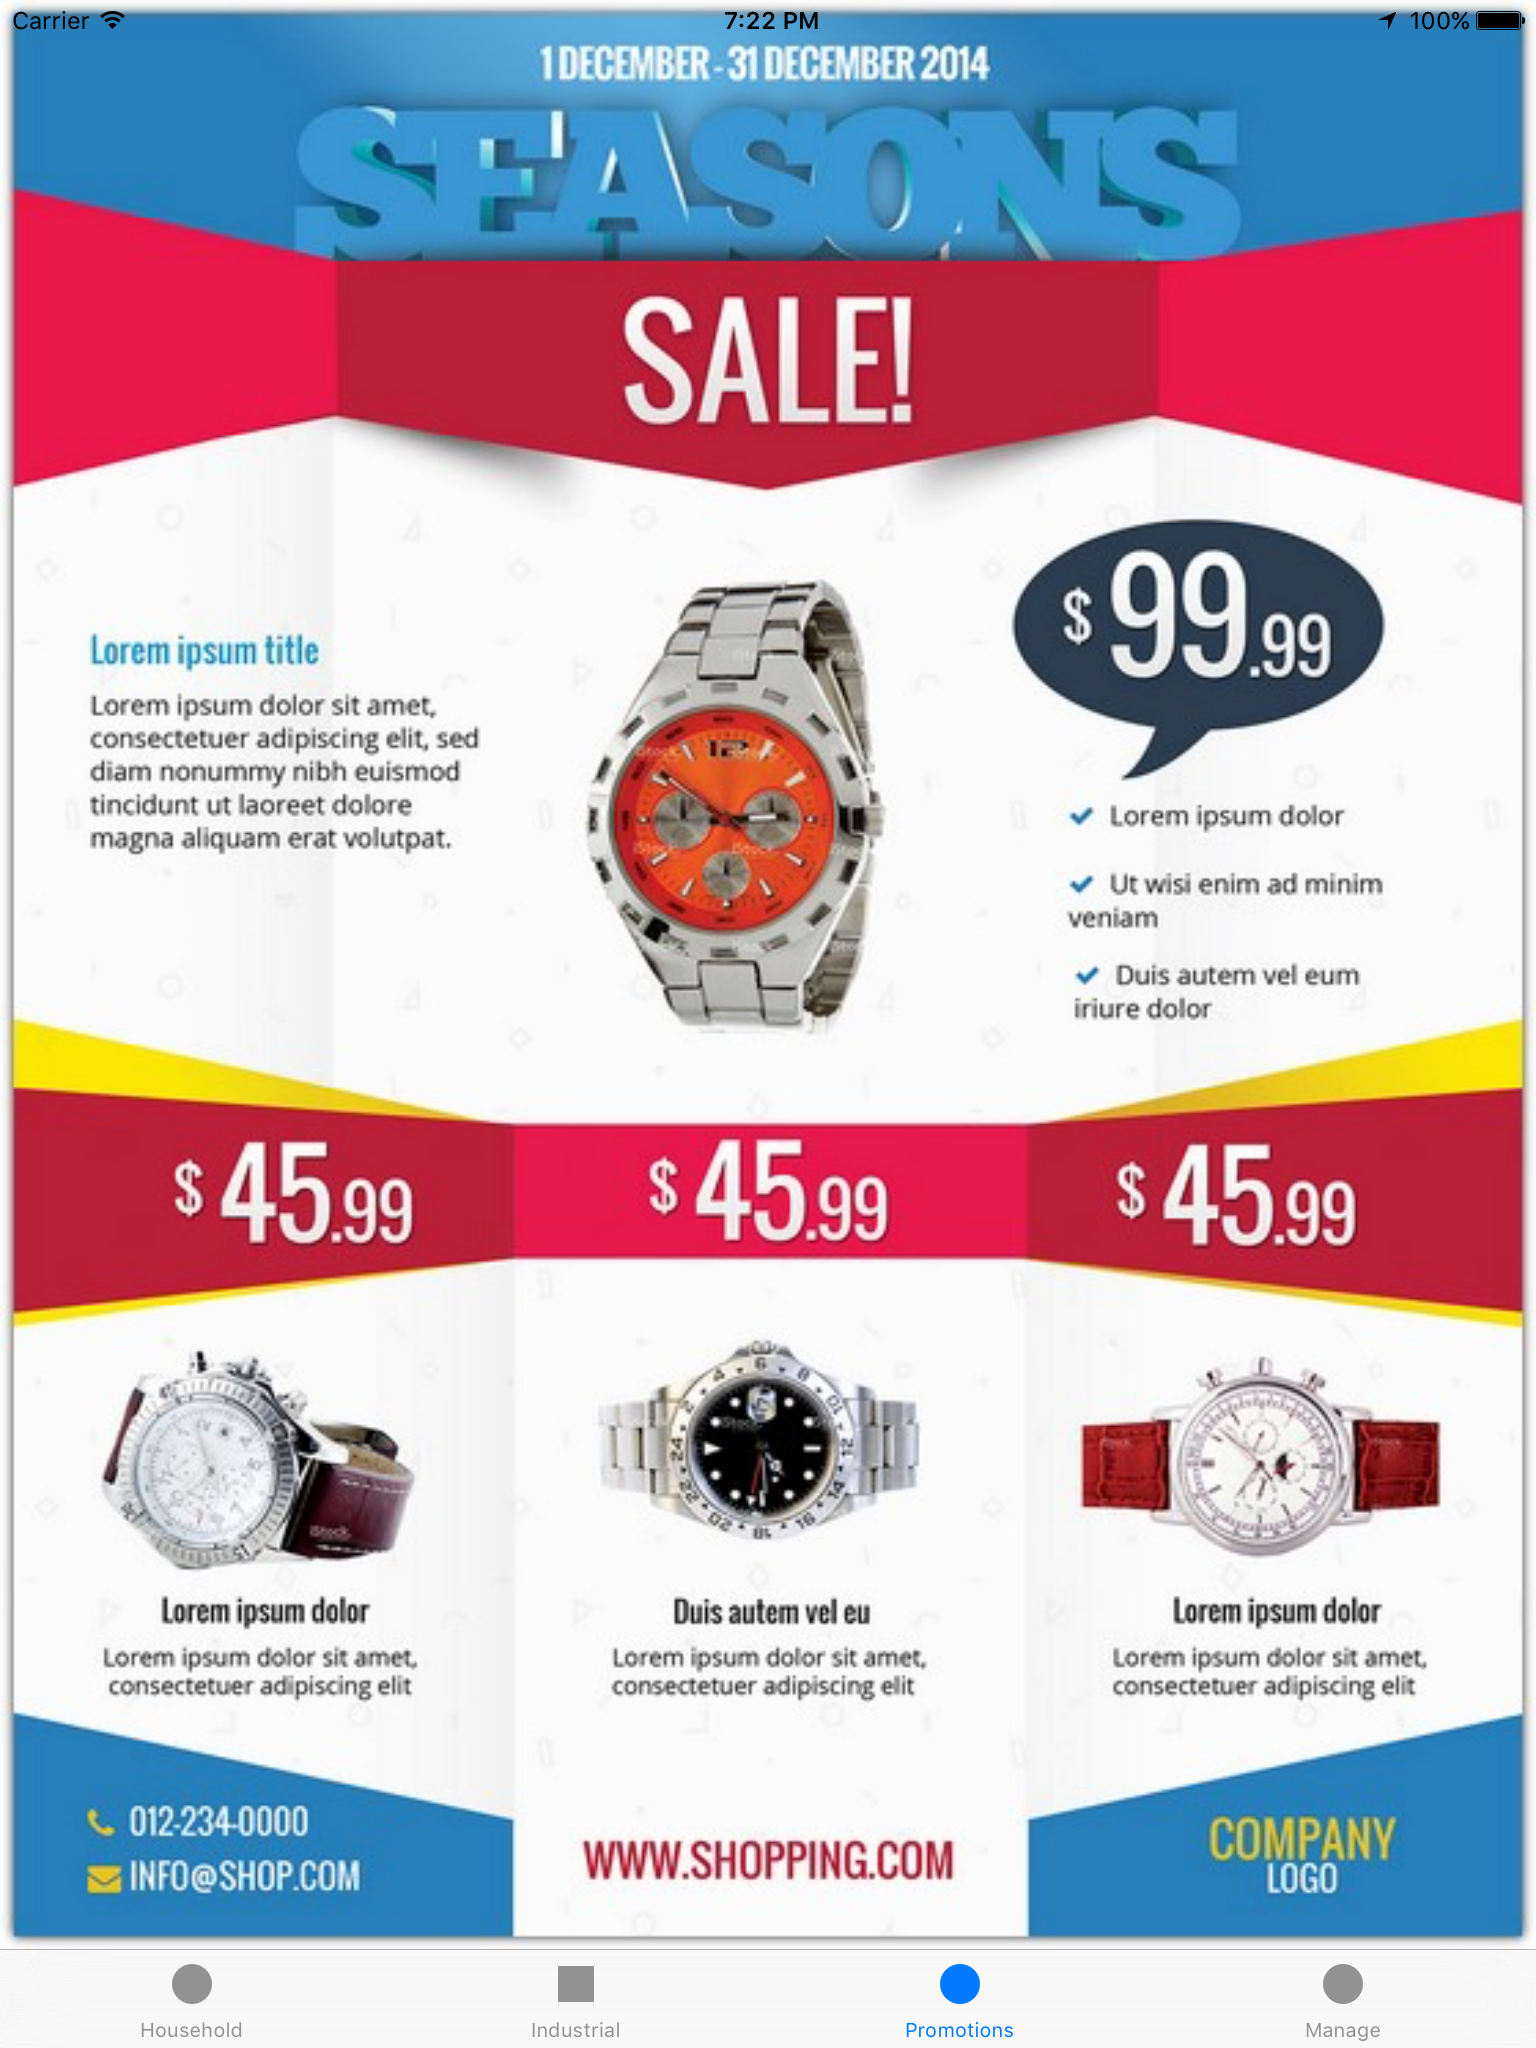 Carrier 7:22 PM 100%
1 DECEMBER - 31 DECEMBER 2014
SEASONS
SALE!
Lorem ipsum title
Lorem ipsum dolor sit amet,
consectetuer adipiscing elit, sed
diam nonummy nibh euismod
tincidunt ut laoreet dolore
magna aliquam erat volutpat.
12
iStock
$ 99.99
Lorem ipsum dolor
Ut wisi enim ad minim
veniam
Duis autem vel eum
iriure dolor
$ 45.99
$ 45.99
$ 45.99
Lorem ipsum dolor
Lorem ipsum dolor sit amet,
consectetuer adipiscing elit
Duis autem vel eu
Lorem ipsum dolor sit amet,
consectetuer adipiscing elit
Lorem ipsum dolor
Lorem ipsum dolor sit amet,
consectetuer adipiscing elit
012-234-0000
INFO@SHOP.COM
WWW.SHOPPING.COM
COMPANY
LOGO
Household Industrial Promotions Manage